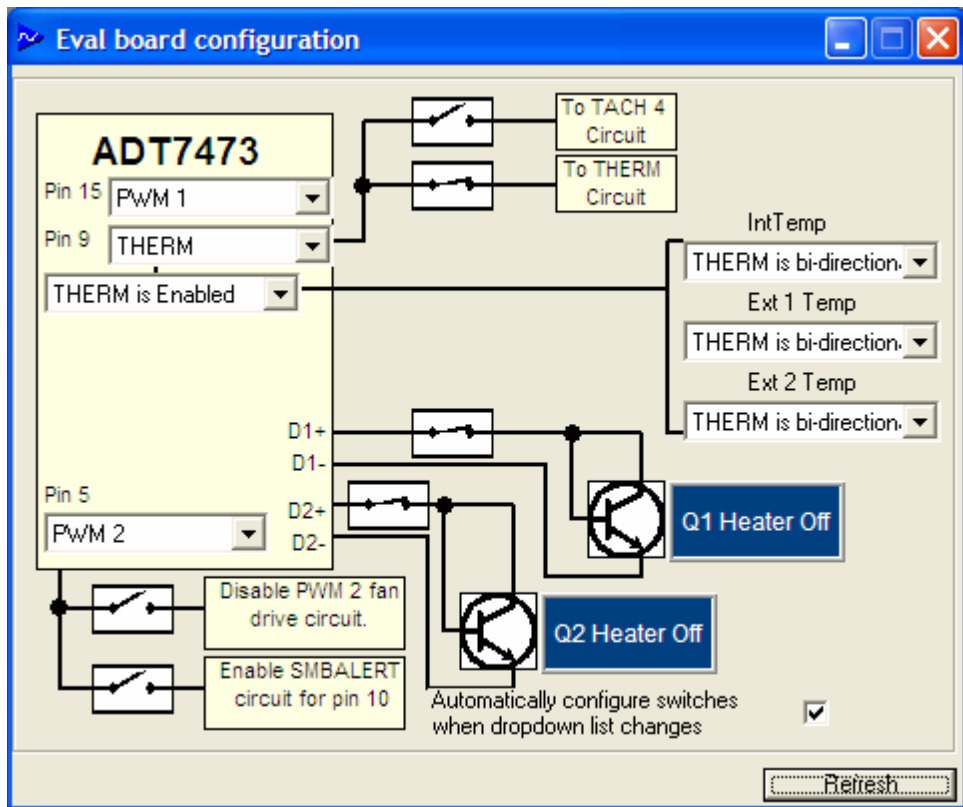 Eval board configuration
ADT7473
Pin 15
PWM 1
Pin 9
THERM
THERM is Enabled
To TACH 4
Circuit
To THERM
Circuit
IntTemp
THERM is bi-direction
Ext 1 Temp
THERM is bi-direction
Ext 2 Temp
THERM is bi-direction
D1+
D1-
D2+
D2-
Pin 5
PWM 2
Q1 Heater Off
Q2 Heater Off
Disable PWM 2 fan
drive circuit.
Enable SMBALERT
circuit for pin 10
Automatically configure switches
when dropdown list changes
Refresh